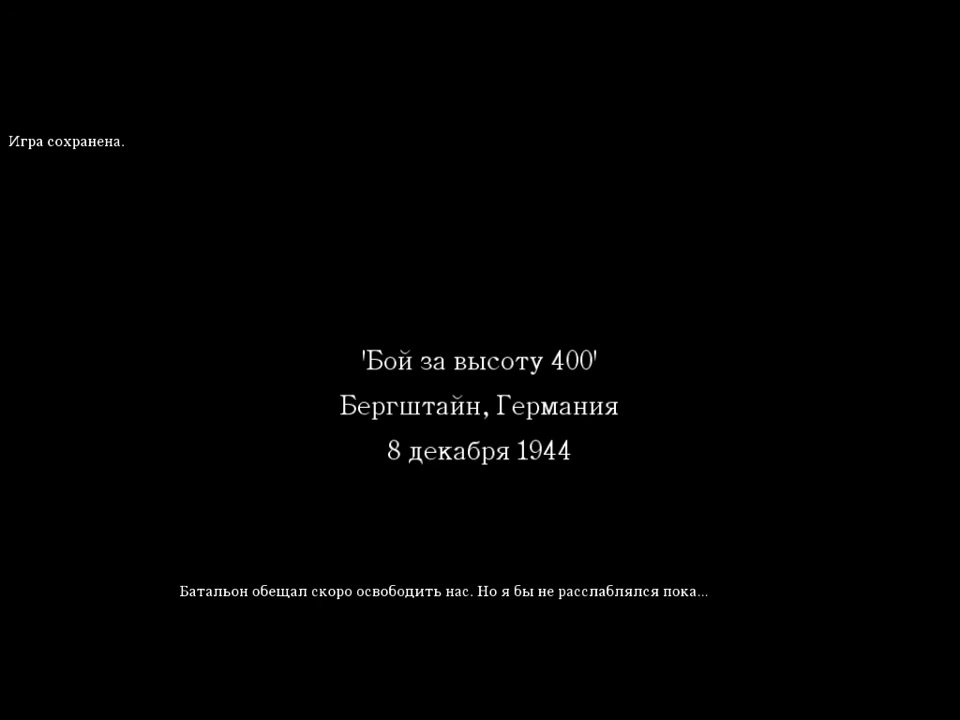 Игра сохранена.
'Бой за высоту 400'
Бергштайн, Германия
8 декабря 1944
Батальон обещал скоро освободить нас. Но я бы не расслаблялся пока...